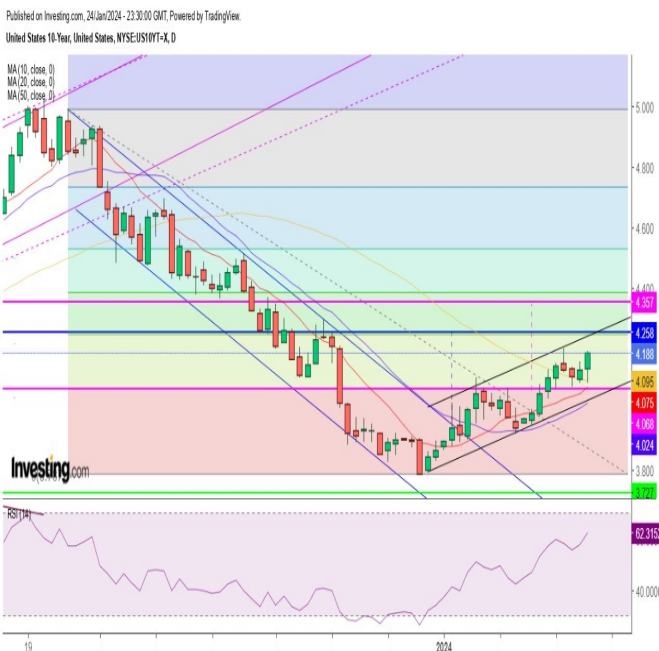 Published on Investing.com, 24/Jan/2024 - 23:30:00 GMT, Powered by TradingView.
United States 10-Year, United States, NYSE:US10YT=X, D
MA (10, close, 0)
MA (20, close, 0)
MA (50, close, 0)
5.000
4.800
4.600
4.400
4.357
4.258
4.188
4.095
4.075
4.068
4.024
3.800
3.727
Investing.com
RSI (14)
62.3152
40.0000
19
2024